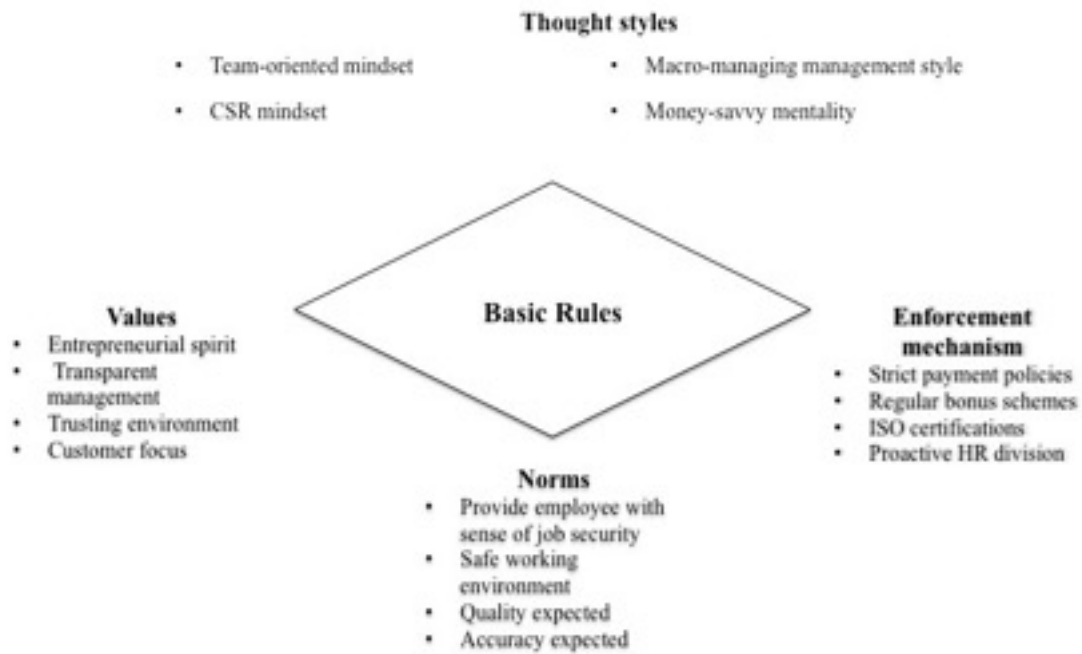 Thought styles
• Team-oriented mindset
• CSR mindset
• Macro-managing management style
• Money-savvy mentality
Basic Rules
Values
• Entrepreneurial spirit
• Transparent
management
• Trusting environment
• Customer focus
Enforcement
mechanism
• Strict payment policies
• Regular bonus schemes
• ISO certifications
• Proactive HR division
Norms
• Provide employee with
sense of job security
• Safe working
environment
• Quality expected
• Accuracy expected